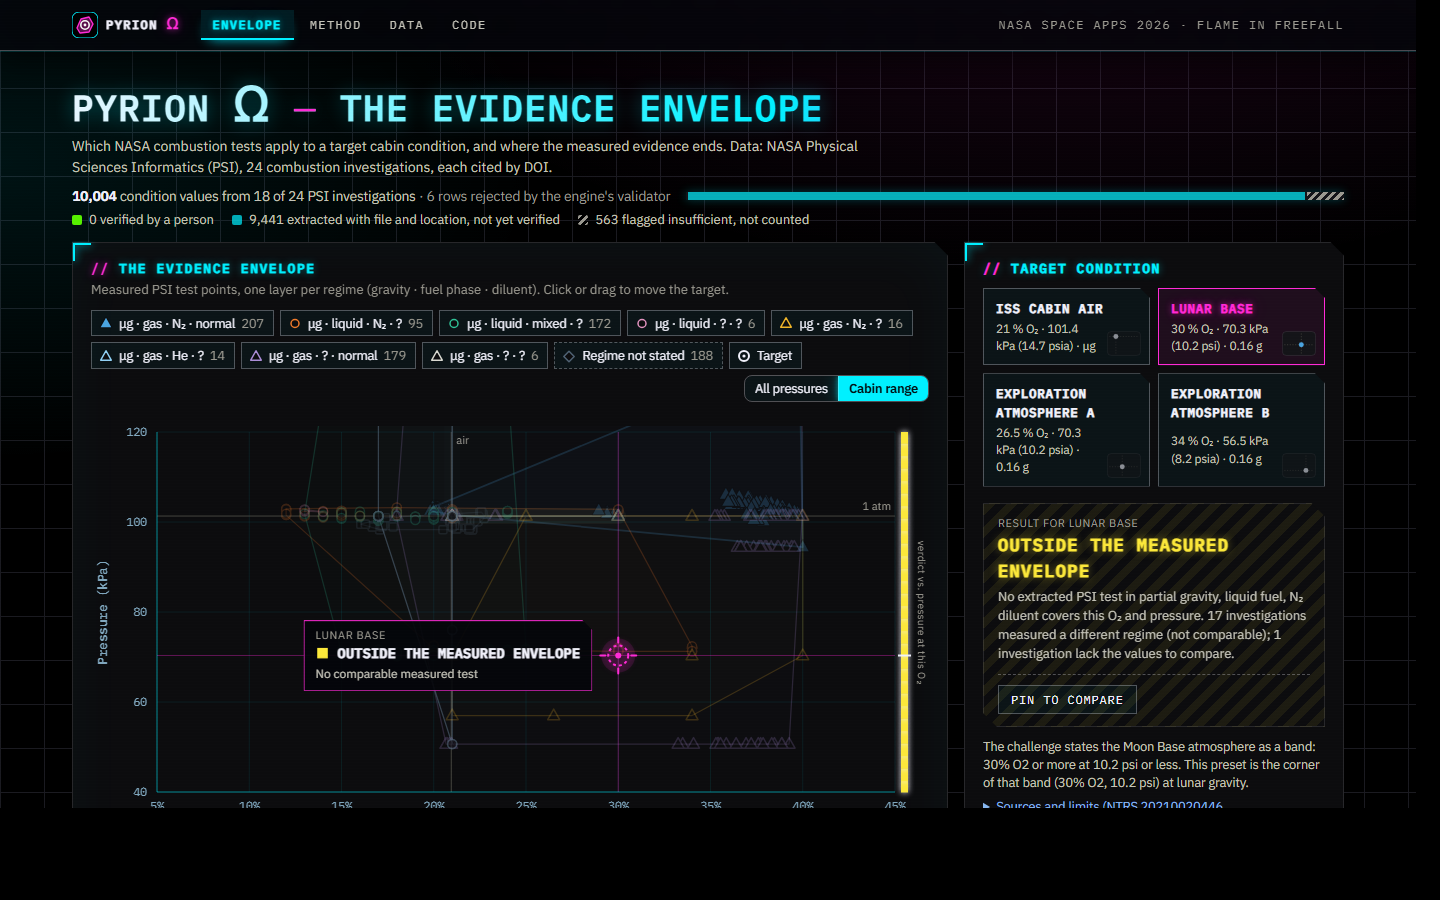 PYRION Ω
ENVELOPE
METHOD
DATA
CODE
NASA SPACE APPS 2026 · FLAME IN FREEFALL
PYRION Ω — THE EVIDENCE ENVELOPE
Which NASA combustion tests apply to a target cabin condition, and where the measured evidence ends. Data: NASA Physical
Sciences Informatics (PSI), 24 combustion investigations, each cited by DOI.
10,004 condition values from 18 of 24 PSI investigations · 6 rows rejected by the engine's validator
0 verified by a person
9,441 extracted with file and location, not yet verified
563 flagged insufficient, not counted
// THE EVIDENCE ENVELOPE
Measured PSI test points, one layer per regime (gravity · fuel phase · diluent). Click or drag to move the target.
μg · gas · N₂ · normal 207
μg · liquid · N₂ · ? 95
μg · liquid · mixed · ? 172
μg · liquid · ? · ? 6
μg · gas · N₂ · ? 16
μg · gas · He · ? 14
μg · gas · ? · normal 179
μg · gas · ? · ? 6
Regime not stated 188
Target
All pressures
Cabin range
120
100
80
60
40
Pressure (kPa)
air
1 atm
verdict vs. pressure at this O₂
LUNAR BASE
OUTSIDE THE MEASURED ENVELOPE
No comparable measured test
5%
10%
15%
20%
25%
30%
35%
40%
45%
// TARGET CONDITION
ISS CABIN AIR
21 % O₂ · 101.4
kPa (14.7 psia) · μg
LUNAR BASE
30 % O₂ · 70.3 kPa
(10.2 psi) · 0.16 g
EXPLORATION
ATMOSPHERE A
26.5 % O₂ · 70.3
kPa (10.2 psia) ·
0.16 g
EXPLORATION
ATMOSPHERE B
34 % O₂ · 56.5 kPa
(8.2 psia) · 0.16 g
RESULT FOR LUNAR BASE
OUTSIDE THE MEASURED
ENVELOPE
No extracted PSI test in partial gravity, liquid fuel, N₂
diluent covers this O₂ and pressure. 17 investigations
measured a different regime (not comparable); 1
investigation lack the values to compare.
PIN TO COMPARE
The challenge states the Moon Base atmosphere as a band:
30% O2 or more at 10.2 psi or less. This preset is the corner
of that band (30% O2, 10.2 psi) at lunar gravity.
Sources and limits (NTRS 20210020446